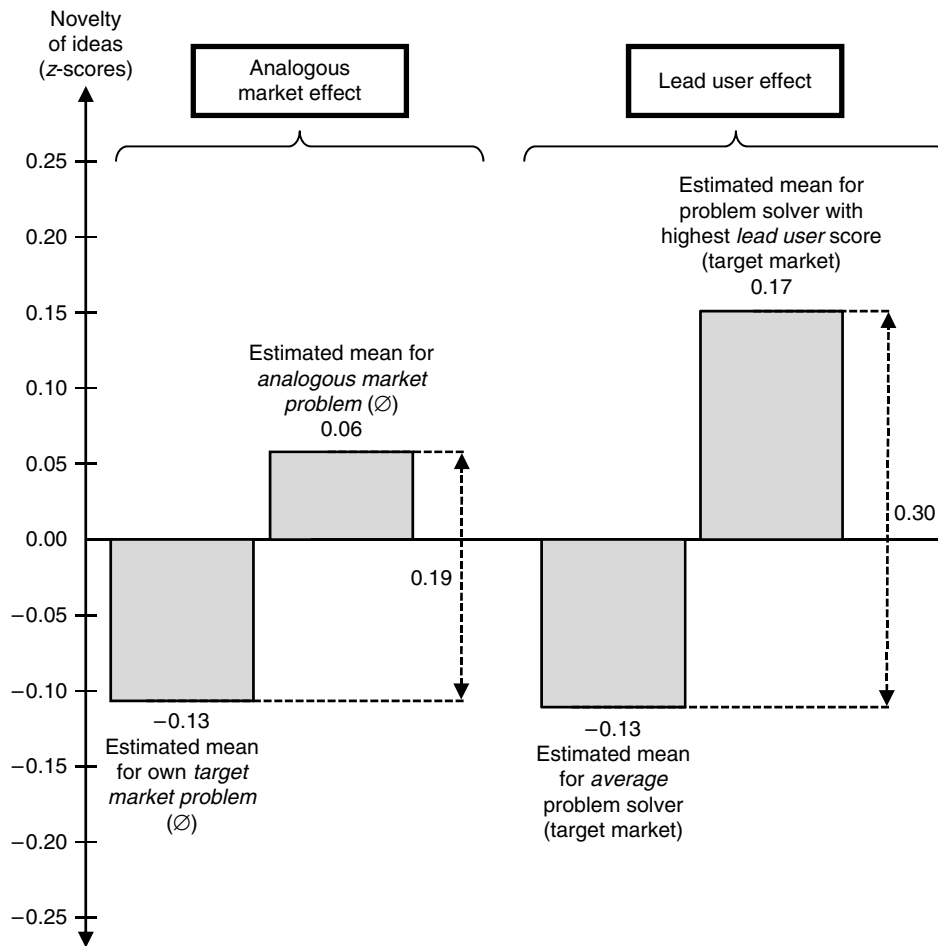 Novelty
of ideas
(z-scores)
Analogous
market effect
Lead user effect
0.25
0.20
0.15
0.10
0.05
0.00
−0.05
−0.10
−0.15
−0.20
−0.25
Estimated mean for
analogous market
problem (∅)
0.06
0.19
−0.13
Estimated mean
for own target
market problem
(∅)
Estimated mean for
problem solver with
highest lead user score
(target market)
0.17
0.30
−0.13
Estimated mean
for average
problem solver
(target market)